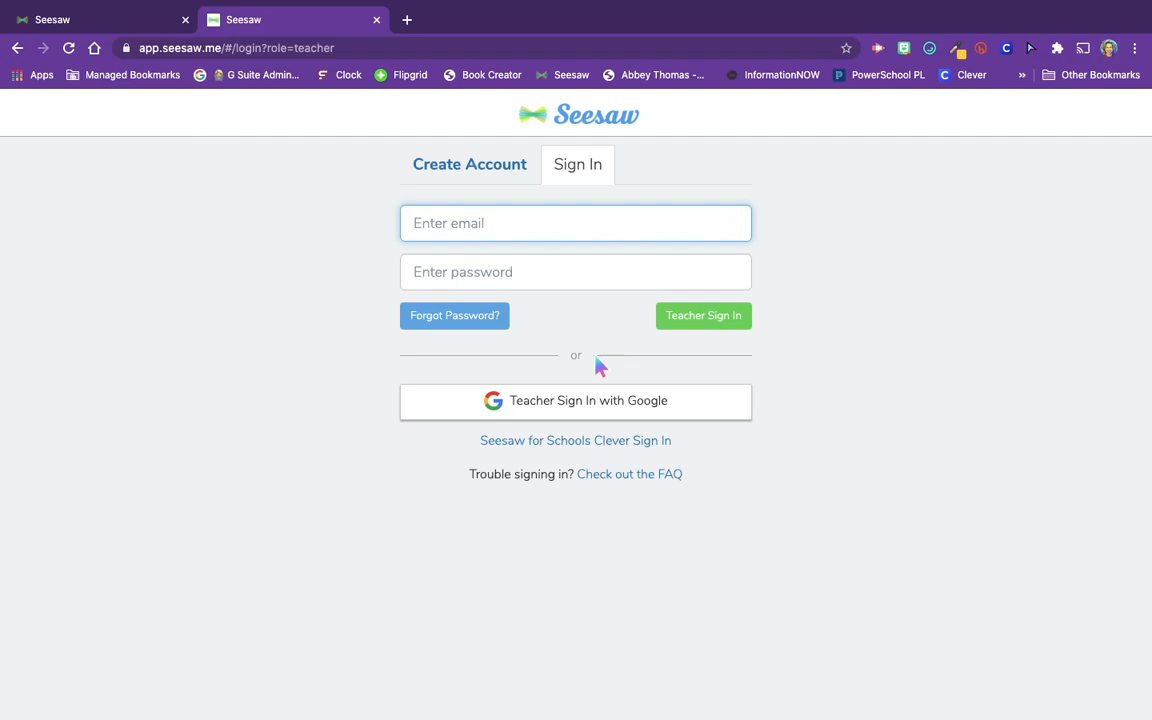 Seesaw
Seesaw
app.seesaw.me/#/login?role=teacher
Apps Managed Bookmarks G Suite Admin... Clock Flipgrid Book Creator Seesaw Abbey Thomas -... InformationNOW PowerSchool PL Clever » Other Bookmarks
Seesaw
Create Account Sign In
Enter email
Enter password
Forgot Password? Teacher Sign In
or
Teacher Sign In with Google
Seesaw for Schools Clever Sign In
Trouble signing in? Check out the FAQ